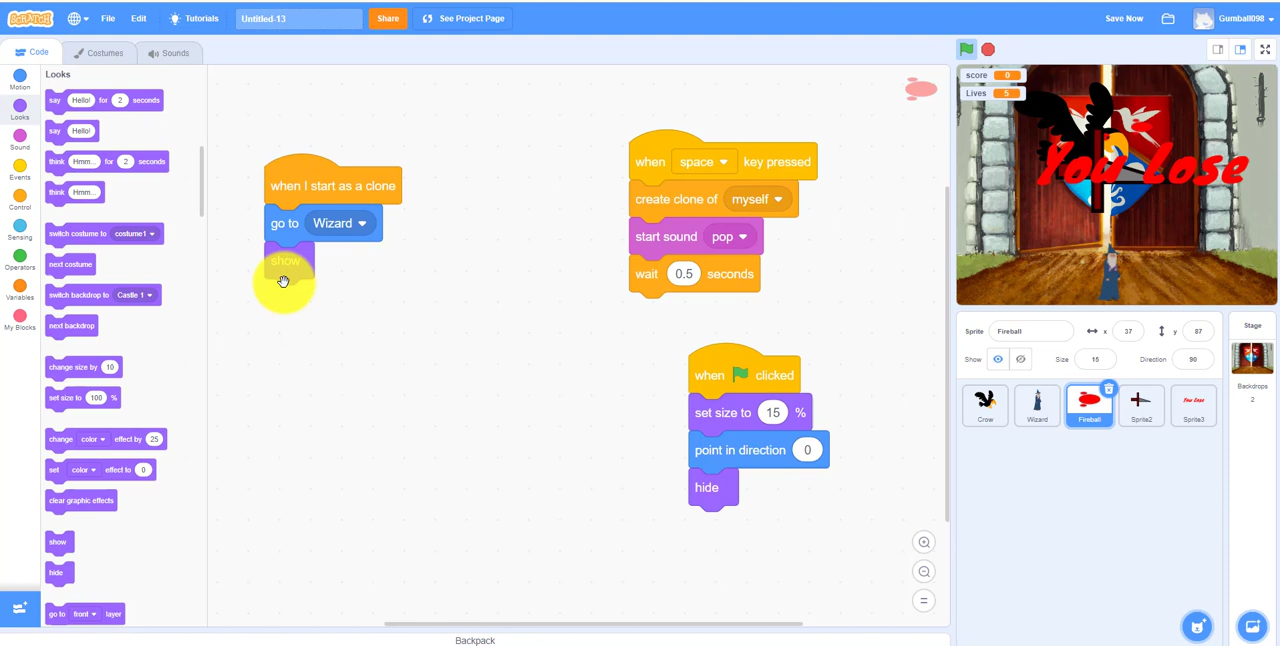 SCRATCH File Edit Tutorials Untitled-13 Share See Project Page Save Now Gumball098
Code Costumes Sounds
Motion
Looks
Sound
Events
Control
Sensing
Operators
Variables
My Blocks
Looks
say Hello! for 2 seconds
say Hello!
think Hmm... for 2 seconds
think Hmm...
switch costume to costume1
next costume
switch backdrop to Castle 1
next backdrop
change size by 10
set size to 100 %
change color effect by 25
set color effect to 0
clear graphic effects
show
hide
go to front layer
when I start as a clone
go to Wizard
show
when space key pressed
create clone of myself
start sound pop
wait 0.5 seconds
when clicked
set size to 15 %
point in direction 0
hide
Backpack
score 0
Lives 5
You Lose
Sprite Fireball x 37 y 87
Show Size 15 Direction 90
Crow Wizard Fireball Sprite2 Sprite3
You Lose
Stage
Backdrops
2